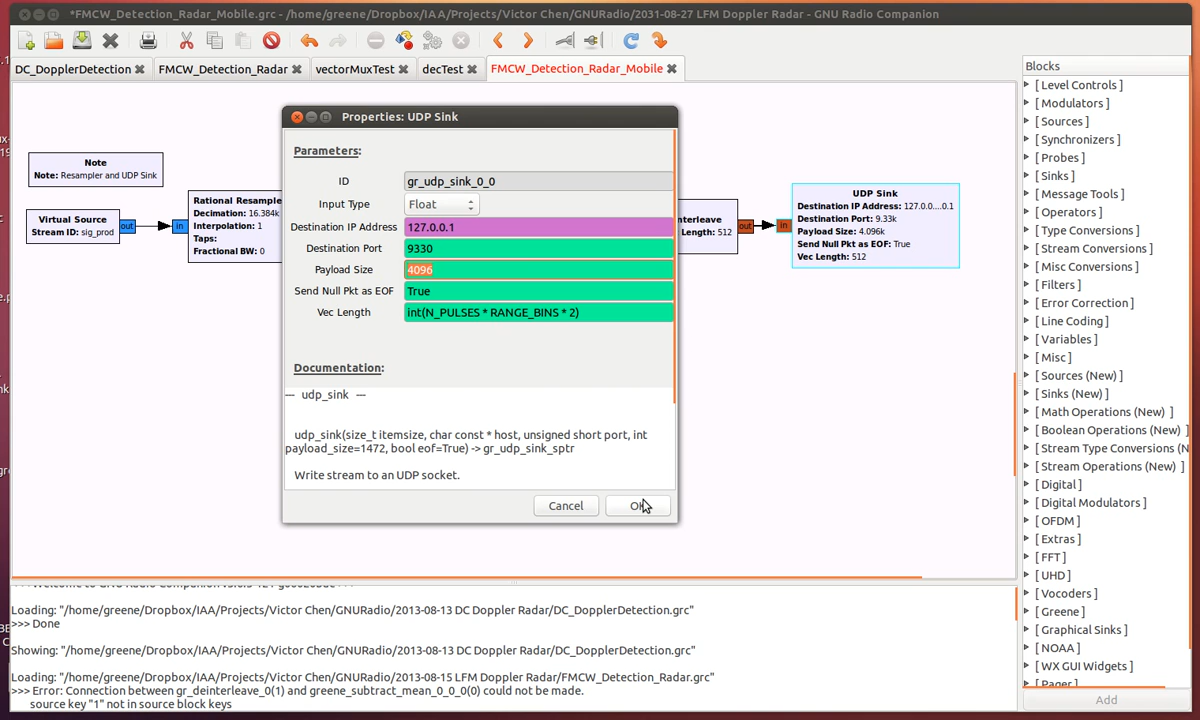 *FMCW_Detection_Radar_Mobile.grc - /home/greene/Dropbox/IAA/Projects/Victor Chen/GNURadio/2031-08-27 LFM Doppler Radar - GNU Radio Companion
DC_DopplerDetection
FMCW_Detection_Radar
vectorMuxTest
decTest
FMCW_Detection_Radar_Mobile
Note
Note: Resampler and UDP Sink
Virtual Source
Stream ID: sig_prod
out
in
Rational Resample
Decimation: 16.384k
Interpolation: 1
Taps:
Fractional BW: 0
Properties: UDP Sink
Parameters:
ID
gr_udp_sink_0_0
Input Type
Float
Destination IP Address
127.0.0.1
Destination Port
9330
Payload Size
4096
Send Null Pkt as EOF
True
Vec Length
int(N_PULSES * RANGE_BINS * 2)
Documentation:
--- udp_sink ---
udp_sink(size_t itemsize, char const * host, unsigned short port, int
payload_size=1472, bool eof=True) -> gr_udp_sink_sptr
Write stream to an UDP socket.
Cancel
OK
nterleave
Length: 512
out
in
UDP Sink
Destination IP Address: 127.0.0....0.1
Destination Port: 9.33k
Payload Size: 4.096k
Send Null Pkt as EOF: True
Vec Length: 512
Blocks
[ Level Controls ]
[ Modulators ]
[ Sources ]
[ Synchronizers ]
[ Probes ]
[ Sinks ]
[ Message Tools ]
[ Operators ]
[ Type Conversions ]
[ Stream Conversions ]
[ Misc Conversions ]
[ Filters ]
[ Error Correction ]
[ Line Coding ]
[ Variables ]
[ Misc ]
[ Sources (New) ]
[ Sinks (New) ]
[ Math Operations (New) ]
[ Boolean Operations (New) ]
[ Stream Type Conversions (N
[ Stream Operations (New) ]
[ Digital ]
[ Digital Modulators ]
[ OFDM ]
[ Extras ]
[ FFT ]
[ UHD ]
[ Vocoders ]
[ Greene ]
[ Graphical Sinks ]
[ NOAA ]
[ WX GUI Widgets ]
[ Pager ]
Add
Loading: "/home/greene/Dropbox/IAA/Projects/Victor Chen/GNURadio/2013-08-13 DC Doppler Radar/DC_DopplerDetection.grc"
>>> Done
Showing: "/home/greene/Dropbox/IAA/Projects/Victor Chen/GNURadio/2013-08-13 DC Doppler Radar/DC_DopplerDetection.grc"
Loading: "/home/greene/Dropbox/IAA/Projects/Victor Chen/GNURadio/2013-08-15 LFM Doppler Radar/FMCW_Detection_Radar.grc"
>>> Error: Connection between gr_deinterleave_0(1) and greene_subtract_mean_0_0_0(0) could not be made.
source key "1" not in source block keys